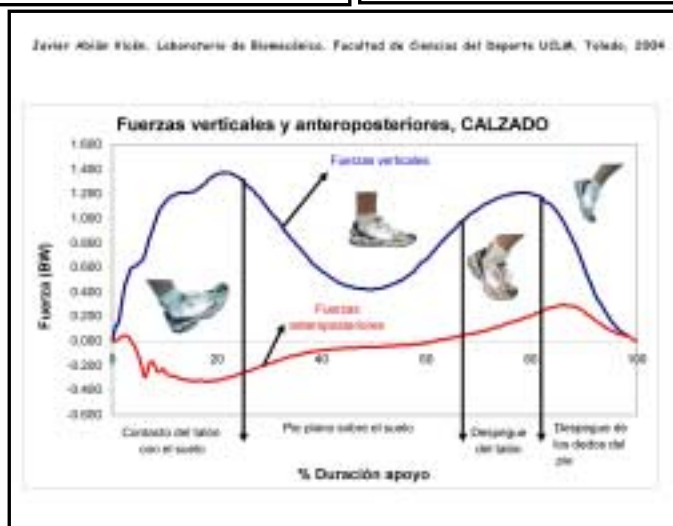 Javier Abián Vicén. Laboratorio de Biomecánica. Facultad de Ciencias del Deporte UCLM. Toledo, 2004
Fuerzas verticales y anteroposteriores, CALZADO
Fuerza (BW)
1.600
1.400
1.200
1.000
0.800
0.600
0.400
0.200
0.000
-0.200
-0.400
-0.600
Fuerzas verticales
Fuerzas
anteroposteriores
0 20 40 60 80 100
Contacto del talón
con el suelo
Pie plano sobre el suelo
Despegue
del talón
Despegue de
los dedos del
pie
% Duración apoyo